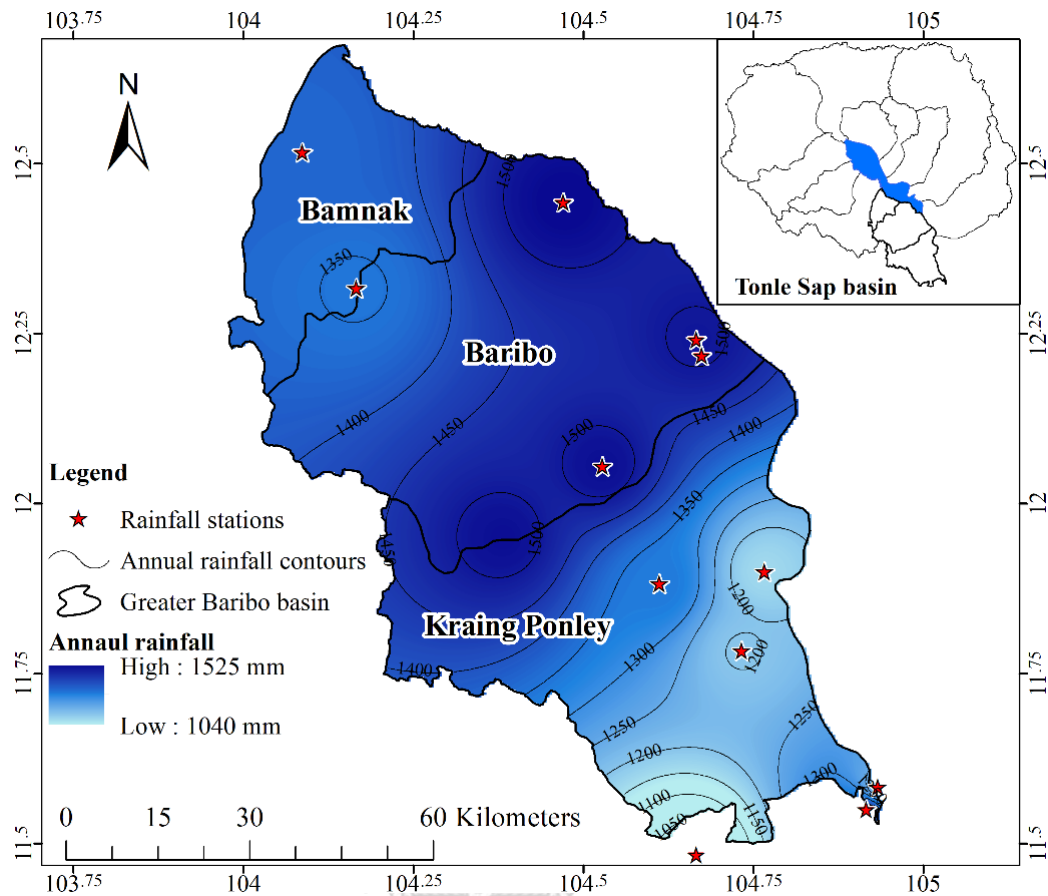 103.75 104 104.25 104.5 104.75 105
N
12.5
12.5
Tonle Sap basin
1500
Bamnak
1350
12.25
12.25
1500
Baribo
1400
1450
1450
1400
1500
Legend
12
12
Rainfall stations
1350
1450
1500
Annual rainfall contours
Greater Baribo basin
1200
Kraing Ponley
Annaul rainfall
High : 1525 mm
1400
1300
1200
11.75
11.75
Low : 1040 mm
1250
1250
1200
1200
1100
1050
1150
0 15 30 60 Kilometers
11.5
11.5
103.75 104 104.25 104.5 104.75 105